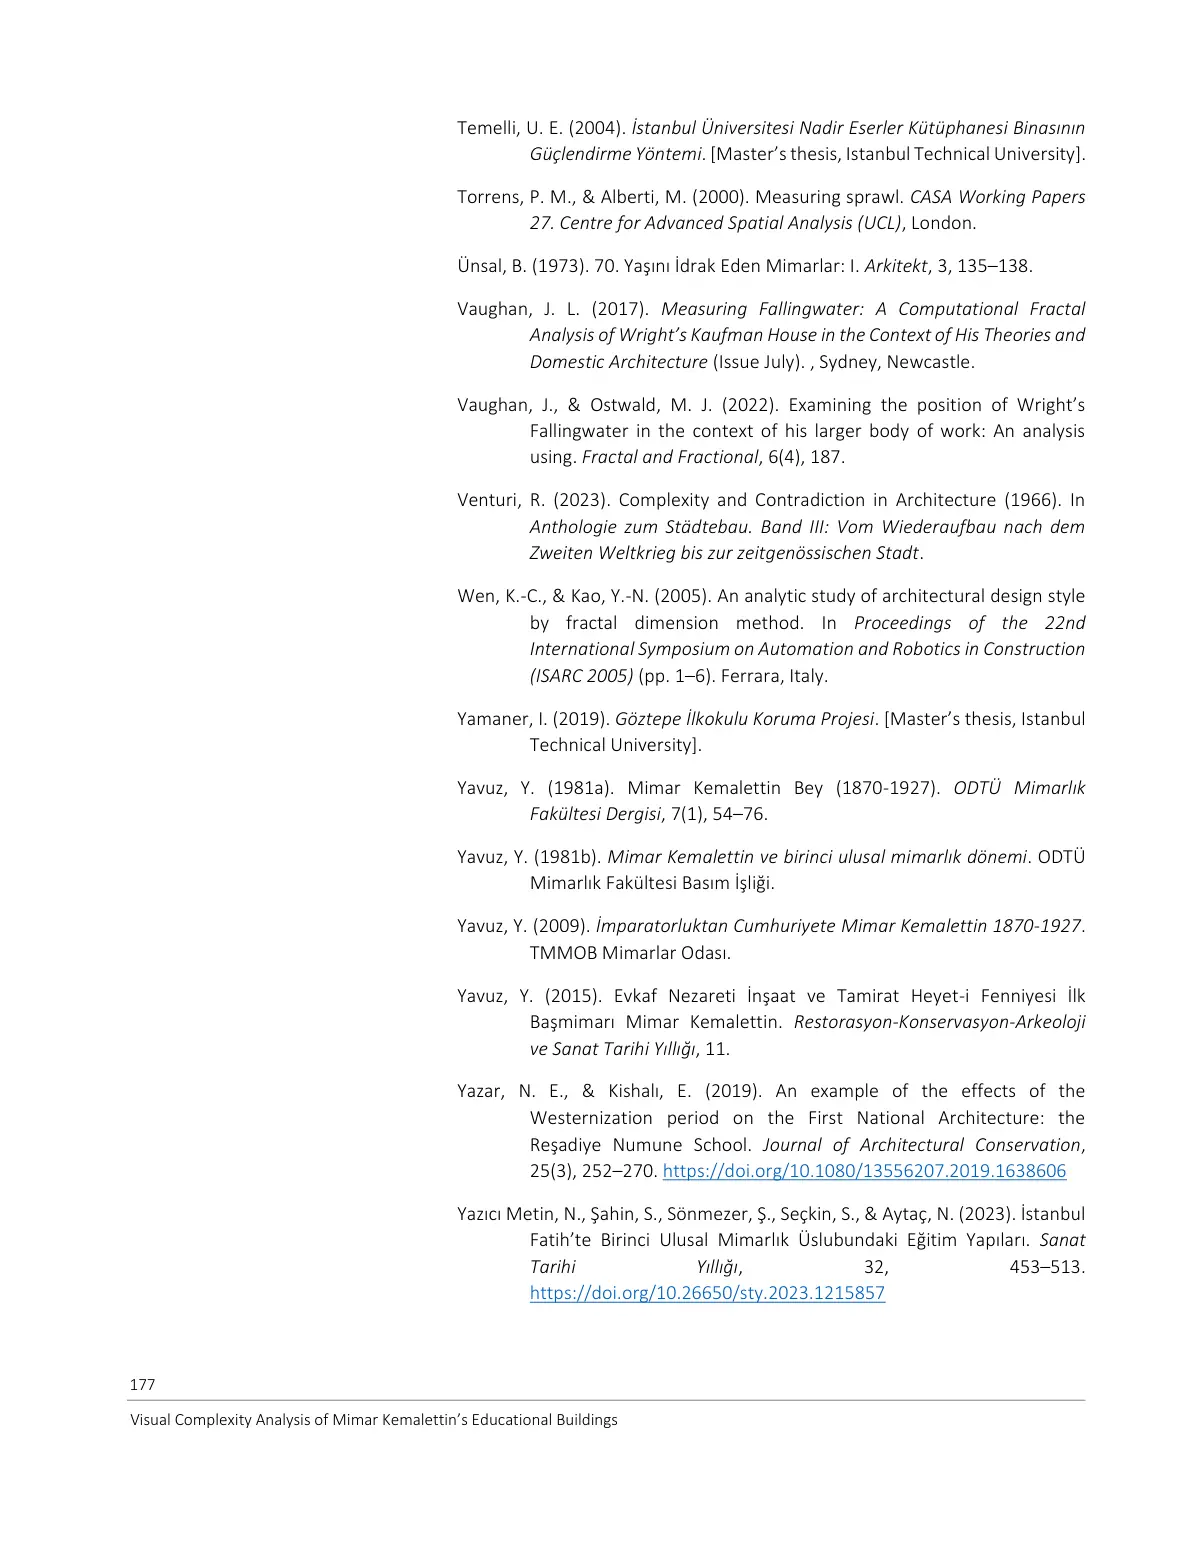 Temelli, U. E. (2004). İstanbul Üniversitesi Nadir Eserler Kütüphanesi Binasının
Güçlendirme Yöntemi. [Master’s thesis, Istanbul Technical University].
Torrens, P. M., & Alberti, M. (2000). Measuring sprawl. CASA Working Papers
27. Centre for Advanced Spatial Analysis (UCL), London.
Ünsal, B. (1973). 70. Yaşını İdrak Eden Mimarlar: I. Arkitekt, 3, 135–138.
Vaughan, J. L. (2017). Measuring Fallingwater: A Computational Fractal
Analysis of Wright’s Kaufman House in the Context of His Theories and
Domestic Architecture (Issue July). , Sydney, Newcastle.
Vaughan, J., & Ostwald, M. J. (2022). Examining the position of Wright’s
Fallingwater in the context of his larger body of work: An analysis
using. Fractal and Fractional, 6(4), 187.
Venturi, R. (2023). Complexity and Contradiction in Architecture (1966). In
Anthologie zum Städtebau. Band III: Vom Wiederaufbau nach dem
Zweiten Weltkrieg bis zur zeitgenössischen Stadt.
Wen, K.-C., & Kao, Y.-N. (2005). An analytic study of architectural design style
by fractal dimension method. In Proceedings of the 22nd
International Symposium on Automation and Robotics in Construction
(ISARC 2005) (pp. 1–6). Ferrara, Italy.
Yamaner, I. (2019). Göztepe İlkokulu Koruma Projesi. [Master’s thesis, Istanbul
Technical University].
Yavuz, Y. (1981a). Mimar Kemalettin Bey (1870-1927). ODTÜ Mimarlık
Fakültesi Dergisi, 7(1), 54–76.
Yavuz, Y. (1981b). Mimar Kemalettin ve birinci ulusal mimarlık dönemi. ODTÜ
Mimarlık Fakültesi Basım İşliği.
Yavuz, Y. (2009). İmparatorluktan Cumhuriyete Mimar Kemalettin 1870-1927.
TMMOB Mimarlar Odası.
Yavuz, Y. (2015). Evkaf Nezareti İnşaat ve Tamirat Heyet-i Fenniyesi İlk
Başmimarı Mimar Kemalettin. Restorasyon-Konservasyon-Arkeoloji
ve Sanat Tarihi Yıllığı, 11.
Yazar, N. E., & Kishalı, E. (2019). An example of the effects of the
Westernization period on the First National Architecture: the
Reşadiye Numune School. Journal of Architectural Conservation,
25(3), 252–270. https://doi.org/10.1080/13556207.2019.1638606
Yazıcı Metin, N., Şahin, S., Sönmezer, Ş., Seçkin, S., & Aytaç, N. (2023). İstanbul
Fatih’te Birinci Ulusal Mimarlık Üslubundaki Eğitim Yapıları. Sanat
Tarihi Yıllığı, 32, 453–513.
https://doi.org/10.26650/sty.2023.1215857
177
Visual Complexity Analysis of Mimar Kemalettin’s Educational Buildings